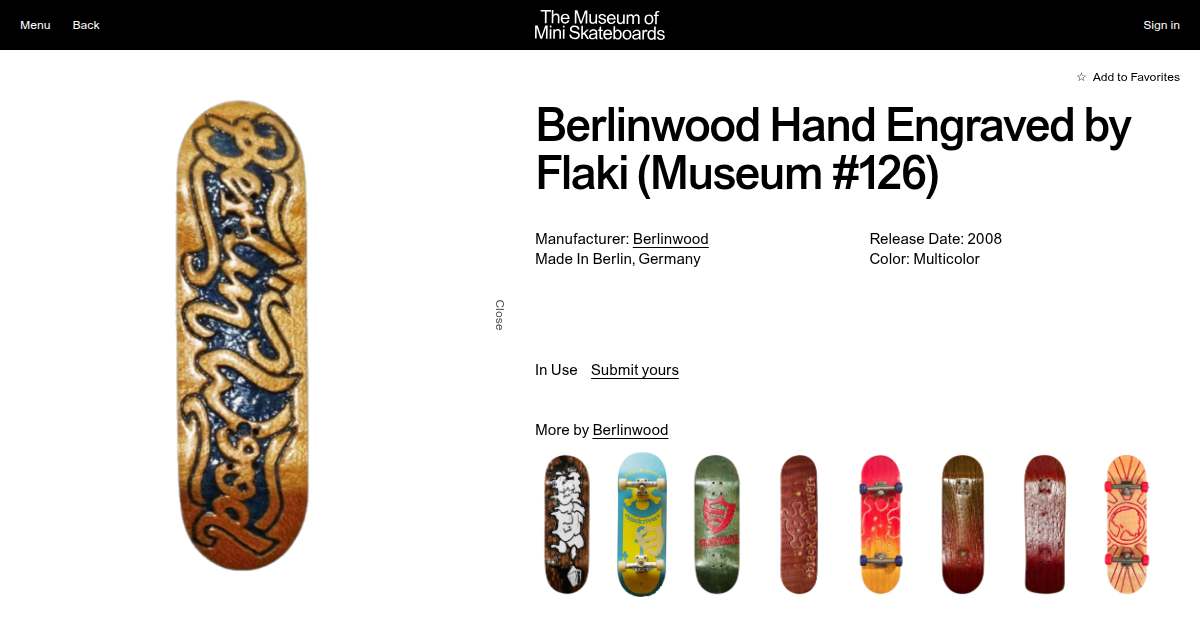 Menu Back
The Museum of
Mini Skateboards
Sign in
☆ Add to Favorites
BerlinWood
Berlinwood Hand Engraved by
Flaki (Museum #126)
Manufacturer: Berlinwood
Release Date: 2008
Made In Berlin, Germany
Color: Multicolor
Close
In Use Submit yours
More by Berlinwood